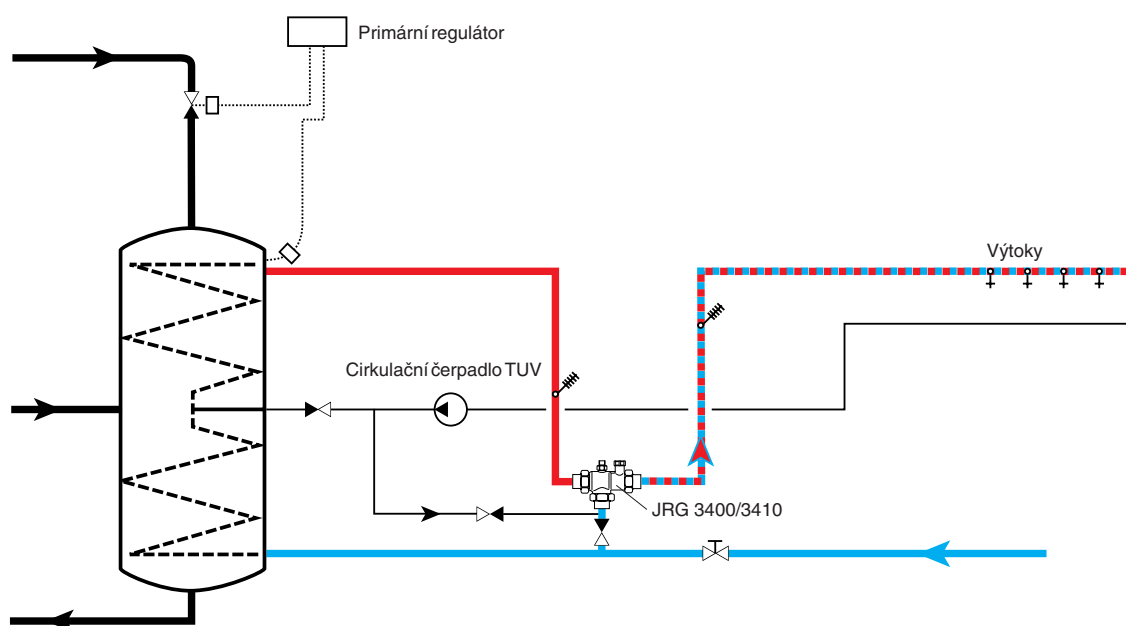 Primární regulátor
Výtoky
Cirkulační čerpadlo TUV
JRG 3400/3410